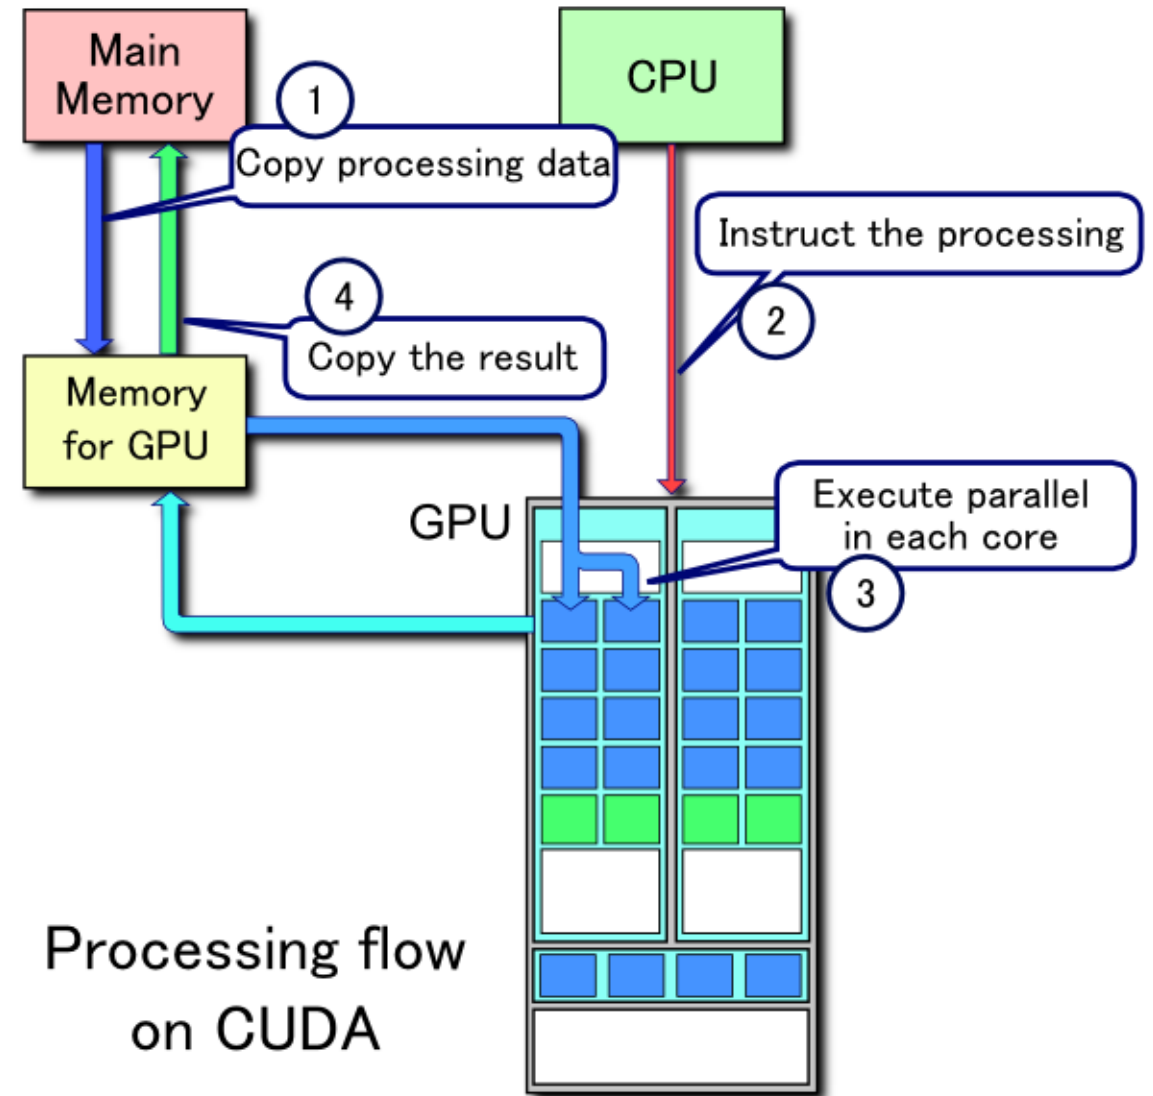 Main
Memory
CPU
1
Copy processing data
Instruct the processing
2
4
Copy the result
Memory
for GPU
GPU
Execute parallel
in each core
3
Processing flow
on CUDA